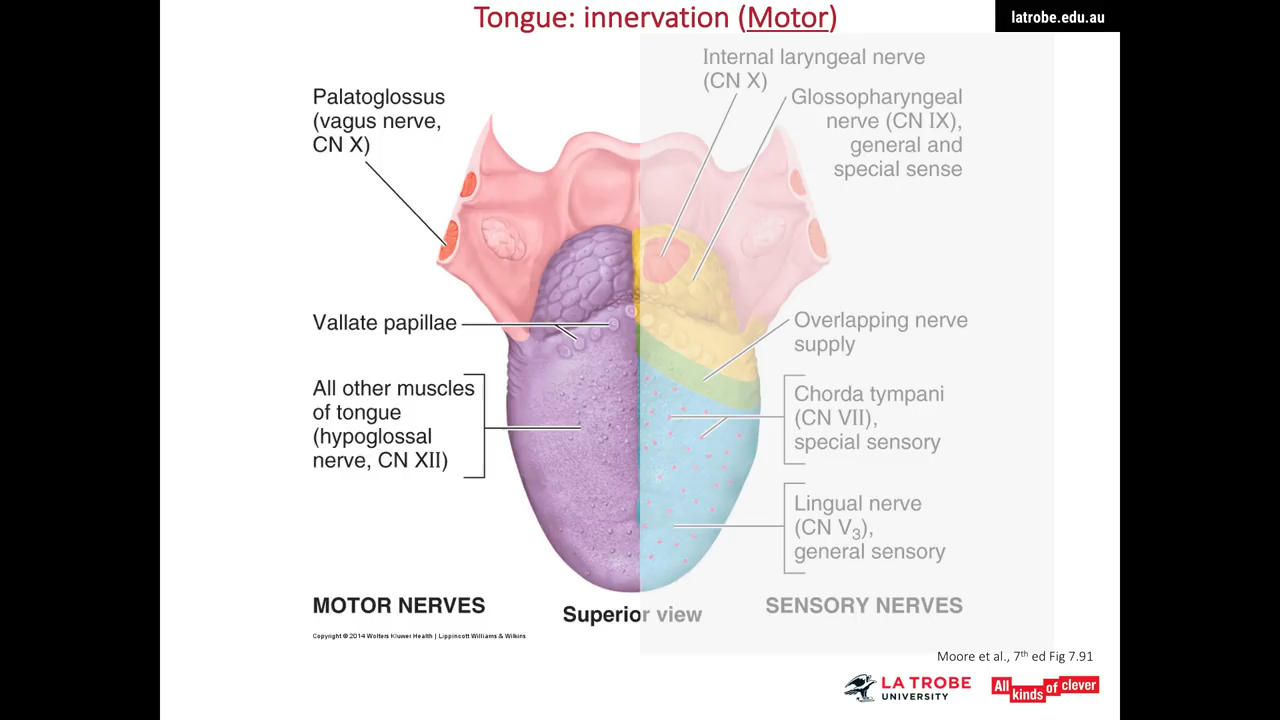 Tongue: innervation (Motor)
latrobe.edu.au
Palatoglossus
(vagus nerve,
CN X)
Vallate papillae
All other muscles
of tongue
(hypoglossal
nerve, CN XII)
MOTOR NERVES
Internal laryngeal nerve
(CN X)
Glossopharyngeal
nerve (CN IX),
general and
special sense
Overlapping nerve
supply
Chorda tympani
(CN VII),
special sensory
Lingual nerve
(CN V₃),
general sensory
SENSORY NERVES
Superior view
Copyright © 2014 Wolters Kluwer Health | Lippincott Williams & Wilkins
Moore et al., 7th ed Fig 7.91
LA TROBE
UNIVERSITY
All
kinds of clever